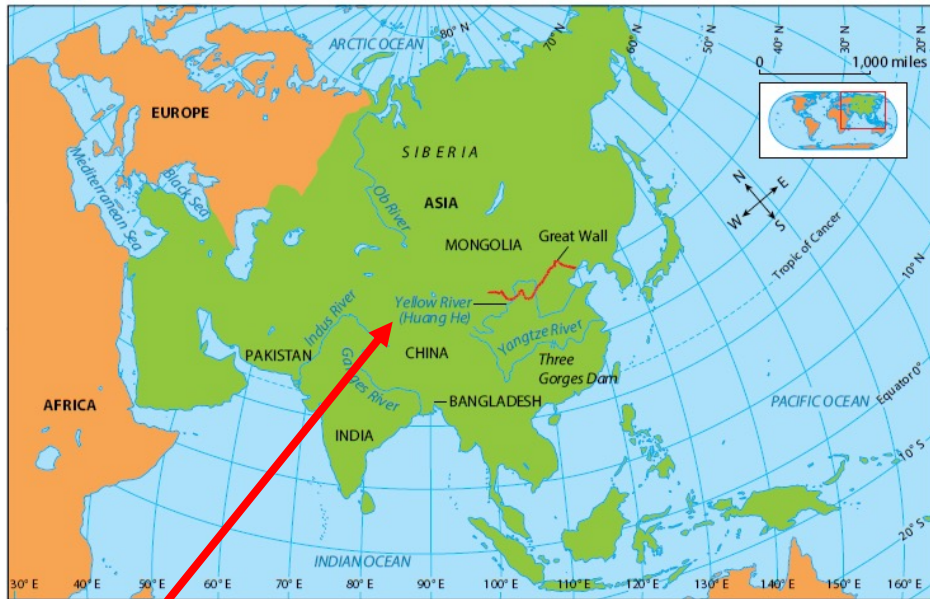 ARCTIC OCEAN
80° N
70° N
60° N
50° N
40° N
30° N
20° N
0
1,000 miles
EUROPE
Mediterranean Sea
Black Sea
SIBERIA
Ob River
ASIA
N
E
W
S
MONGOLIA
Great Wall
Tropic of Cancer
10° N
Yellow River
(Huang He)
Indus River
Yangtze River
PAKISTAN
CHINA
Three
Gorges Dam
Ganges River
BANGLADESH
AFRICA
INDIA
PACIFIC OCEAN
Equator 0°
10° S
20° S
INDIAN OCEAN
30° E
40° E
50° E
60° E
70° E
80° E
90° E
100° E
110° E
120° E
130° E
140° E
150° E
160° E